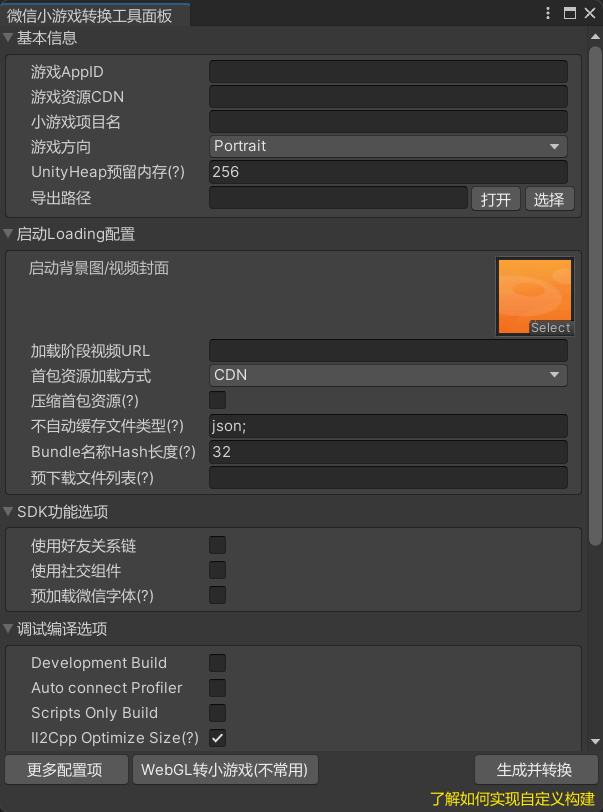 微信小游戏转换工具面板
基本信息
游戏AppID
游戏资源CDN
小游戏项目名
游戏方向 Portrait
UnityHeap预留内存(?) 256
导出路径 打开 选择
启动Loading配置
启动背景图/视频封面
Select
加载阶段视频URL
首包资源加载方式 CDN
压缩首包资源(?)
不自动缓存文件类型(?) json;
Bundle名称Hash长度(?) 32
预下载文件列表(?)
SDK功能选项
使用好友关系链
使用社交组件
预加载微信字体(?)
调试编译选项
Development Build
Auto connect Profiler
Scripts Only Build
Il2Cpp Optimize Size(?)
更多配置项 WebGL转小游戏(不常用) 生成并转换
了解如何实现自定义构建